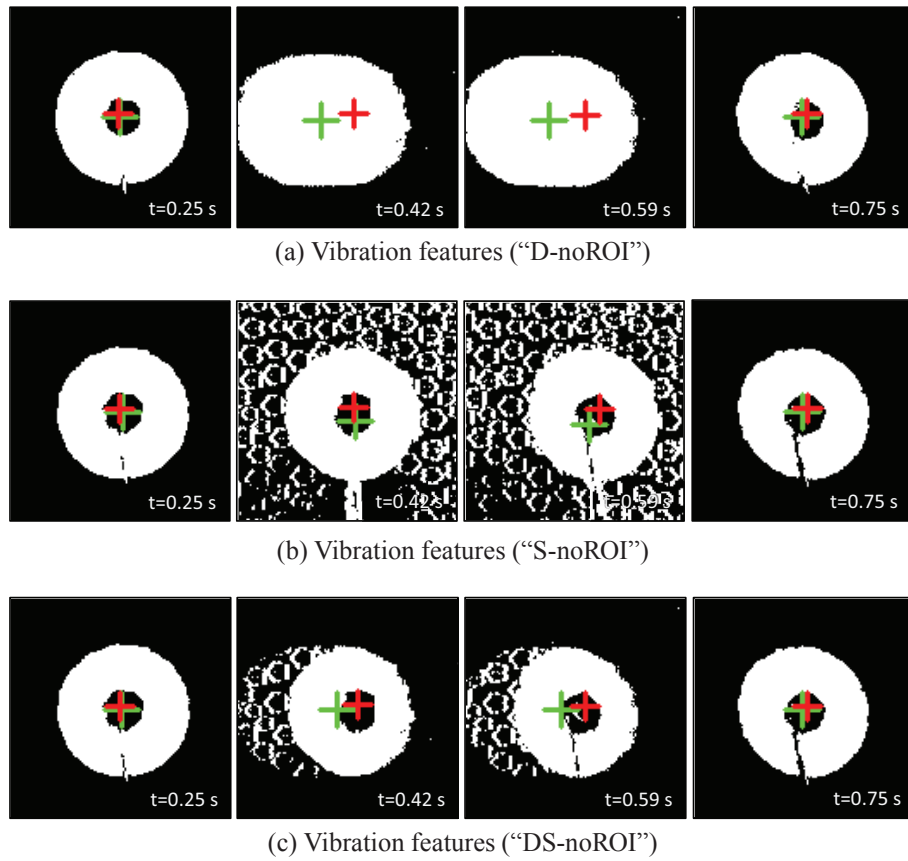 t=0.25 s t=0.42 s t=0.59 s t=0.75 s
(a) Vibration features (“D-noROI”)
t=0.25 s t=0.42 s t=0.59 s t=0.75 s
(b) Vibration features (“S-noROI”)
t=0.25 s t=0.42 s t=0.59 s t=0.75 s
(c) Vibration features (“DS-noROI”)